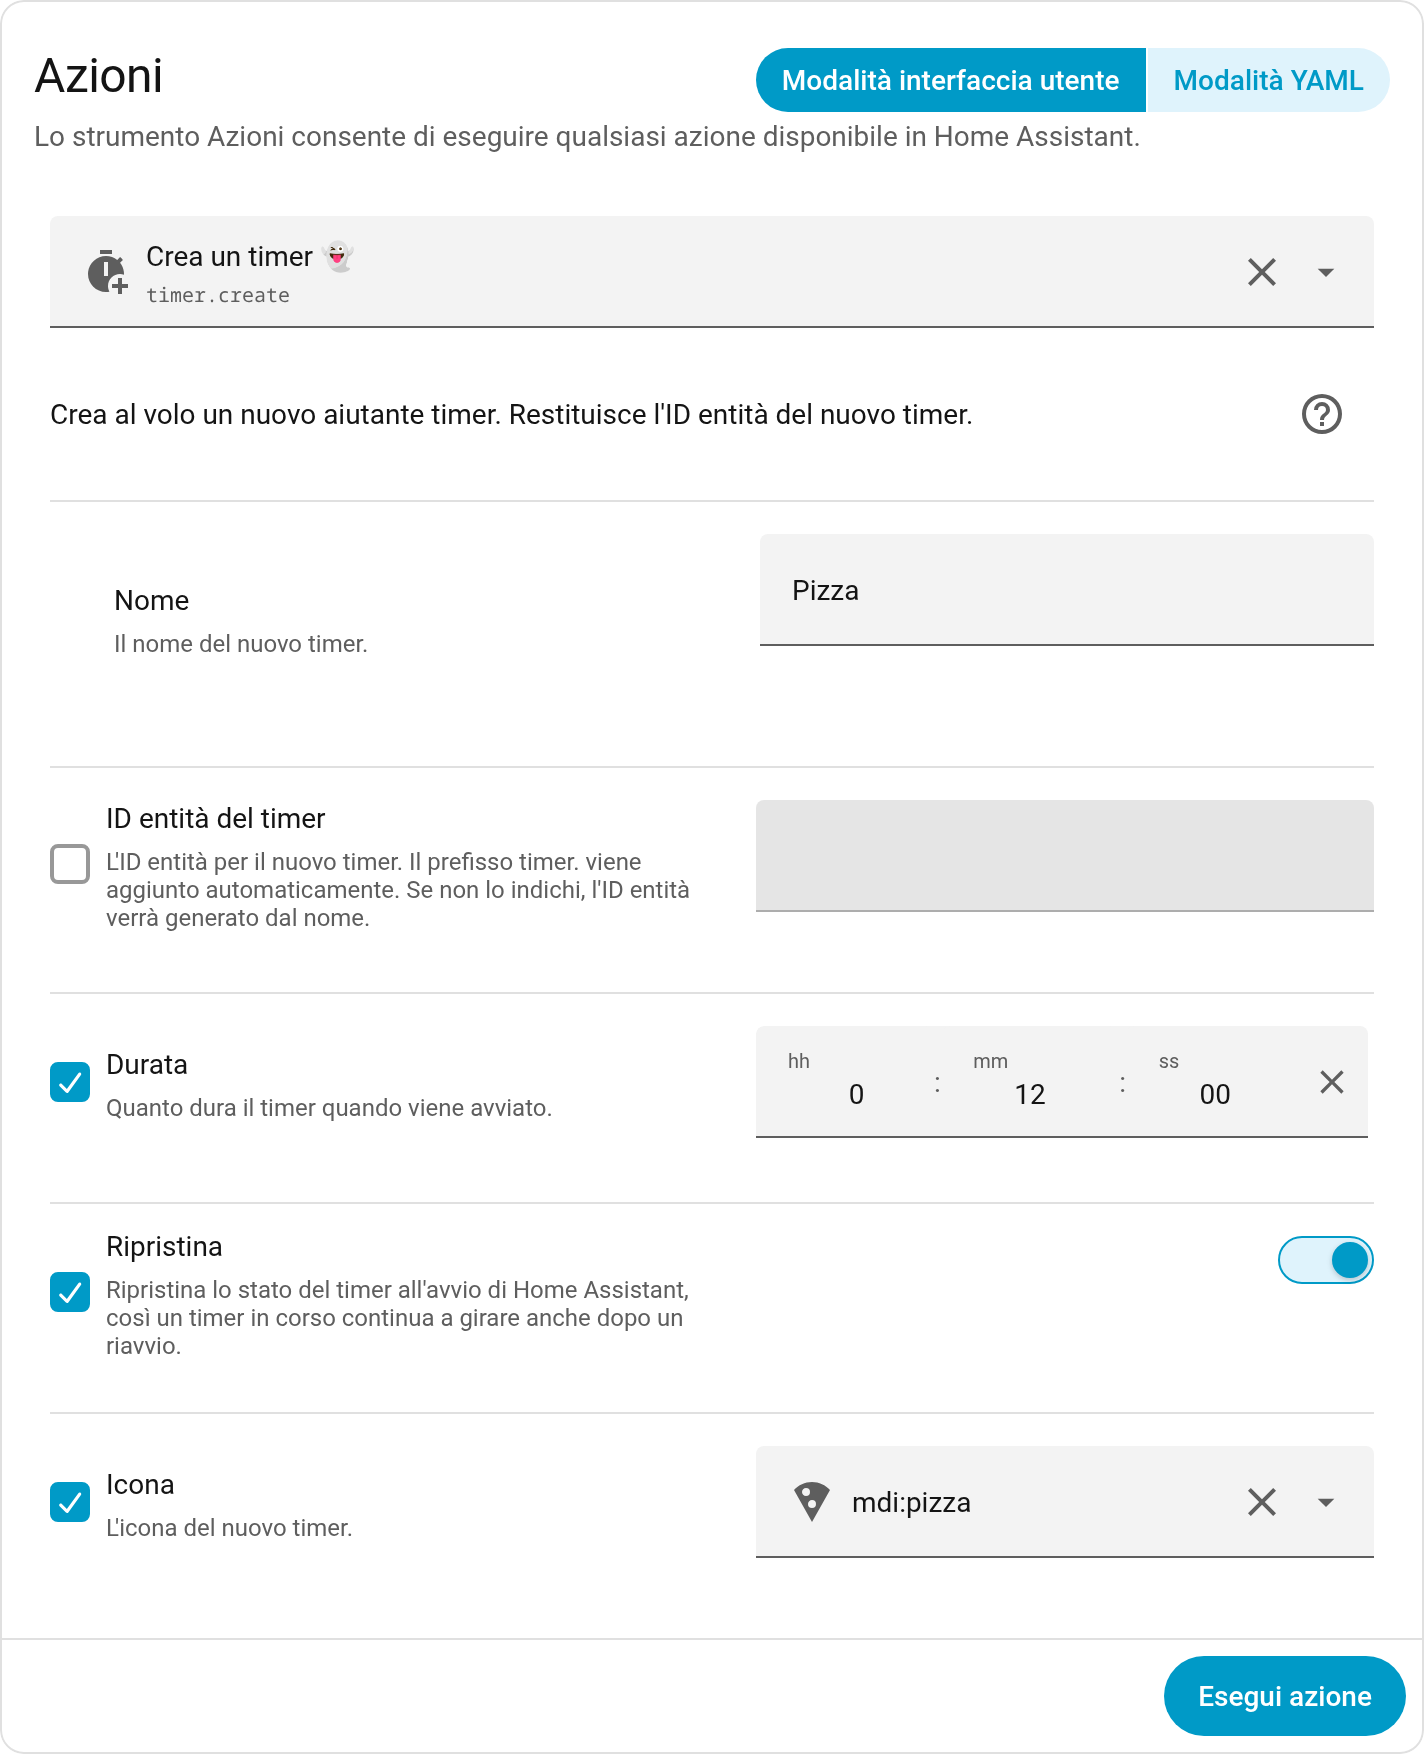 Azioni
Modalità interfaccia utente
Modalità YAML
Lo strumento Azioni consente di eseguire qualsiasi azione disponibile in Home Assistant.
Crea un timer 👻
timer.create
Crea al volo un nuovo aiutante timer. Restituisce l'ID entità del nuovo timer.
Nome
Il nome del nuovo timer.
Pizza
ID entità del timer
L'ID entità per il nuovo timer. Il prefisso timer. viene
aggiunto automaticamente. Se non lo indichi, l'ID entità
verrà generato dal nome.
Durata
Quanto dura il timer quando viene avviato.
hh mm ss
0 : 12 : 00
Ripristina
Ripristina lo stato del timer all'avvio di Home Assistant,
così un timer in corso continua a girare anche dopo un
riavvio.
Icona
L'icona del nuovo timer.
mdi:pizza
Esegui azione